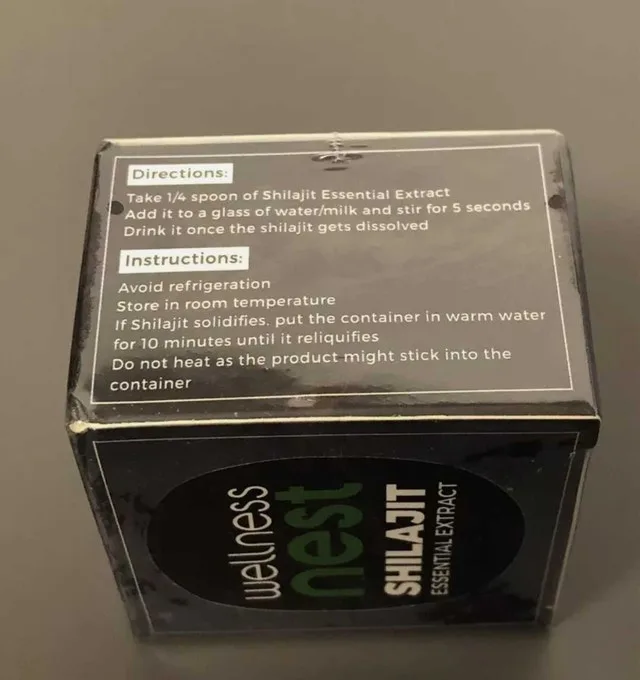 Directions:
Take 1/4 spoon of Shilajit Essential Extract
Add it to a glass of water/milk and stir for 5 seconds
Drink it once the shilajit gets dissolved
Instructions:
Avoid refrigeration
Store in room temperature
If Shilajit solidifies. put the container in warm water
for 10 minutes until it reliquifies
Do not heat as the product might stick into the
container
wellness
nest
SHILAJIT
ESSENTIAL EXTRACT